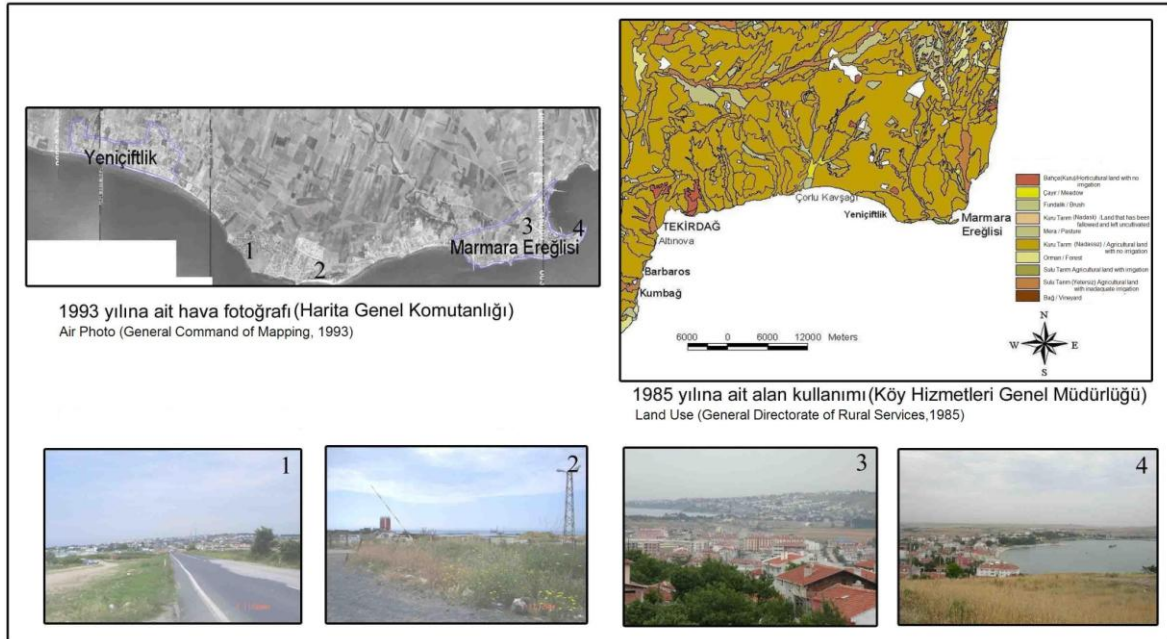 Yeniçiftlik
1
2
3
4
Marmara Ereğlisi
1993 yılına ait hava fotoğrafı (Harita Genel Komutanlığı)
Air Photo (General Command of Mapping, 1993)
TEKİRDAĞ
Altınova
Barbaros
Kumbağ
Çorlu Kavşağı
Yeniçiftlik
Marmara
Ereğlisi
Bahçe(Kuru)/Horticultural land with no
irrigation
Çayır / Meadow
Fundalık / Brush
Kuru Tarım (Nadaslı) /Land that has been
fallowed and left uncultivated
Mera / Pasture
Kuru Tarım (Nadassız) / Agricultural land
with no irrigation
Orman / Forest
Sulu Tarım Agricultural land with irrigation
Sulu Tarım (Yetersiz) Agricultural land
with inadequate irrigation
Bağ / Vineyard
6000 0 6000 12000 Meters
N
W E
S
1985 yılına ait alan kullanımı (Köy Hizmetleri Genel Müdürlüğü)
Land Use (General Directorate of Rural Services,1985)
1
2
3
4